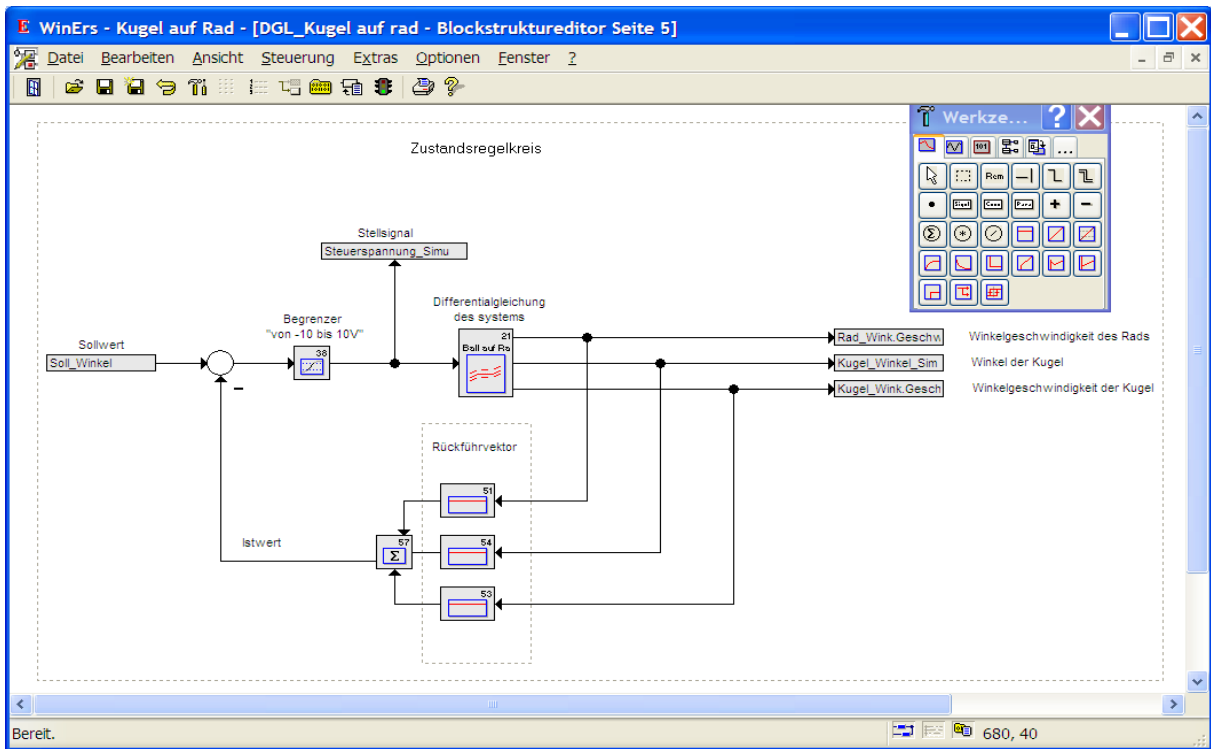 WinErs - Kugel auf Rad - [DGL_Kugel auf rad - Blockstruktureditor Seite 5]
Datei Bearbeiten Ansicht Steuerung Extras Optionen Fenster ?
Werkze...
Rem
101
...
Signl
Σ
*
Zustandsregelkreis
Stellsignal
Steuerspannung_Simu
Differentialgleichung
des systems
Begrenzer
"von -10 bis 10V"
Sollwert
Soll_Winkel
38
21
Ball auf Ra
Rad_Wink.Geschw
Winkelgeschwindigkeit des Rads
Kugel_Winkel_Sim
Winkel der Kugel
Kugel_Wink.Gesch
Winkelgeschwindigkeit der Kugel
Rückführvektor
51
Istwert
57
Σ
54
53
Bereit.
680, 40